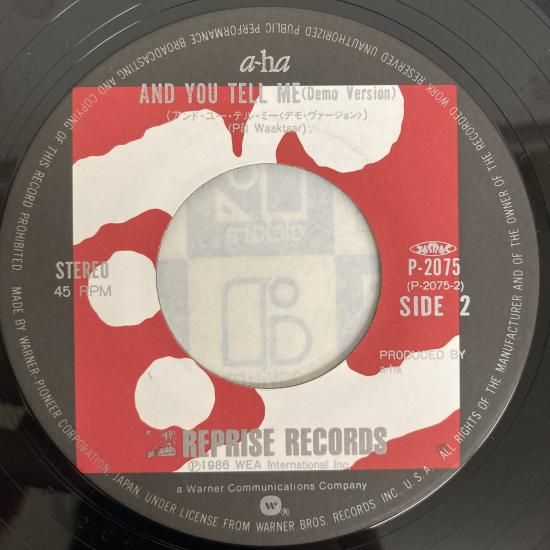 a-ha
AND YOU TELL ME (Demo Version)
(アンド・ユー・テル・ミー〈デモ・ヴァージョン〉)
(Pål Waaktaar)
STEREO
45 RPM
P-2075
(P-2075-2)
SIDE 2
PRODUCED BY
a-ha
REPRISE RECORDS
Ⓟ1986 WEA International Inc.
a Warner Communications Company
MADE BY WARNER-PIONEER CORPORATION, JAPAN, UNDER LICENSE FROM WARNER BROS. RECORDS INC., U.S.A. ALL RIGHTS OF THE MANUFACTURER AND OF THE OWNER OF THE RECORDED WORK RESERVED UNAUTHORIZED PUBLIC PERFORMANCE BROADCASTING AND COPYING OF THIS RECORD PROHIBITED